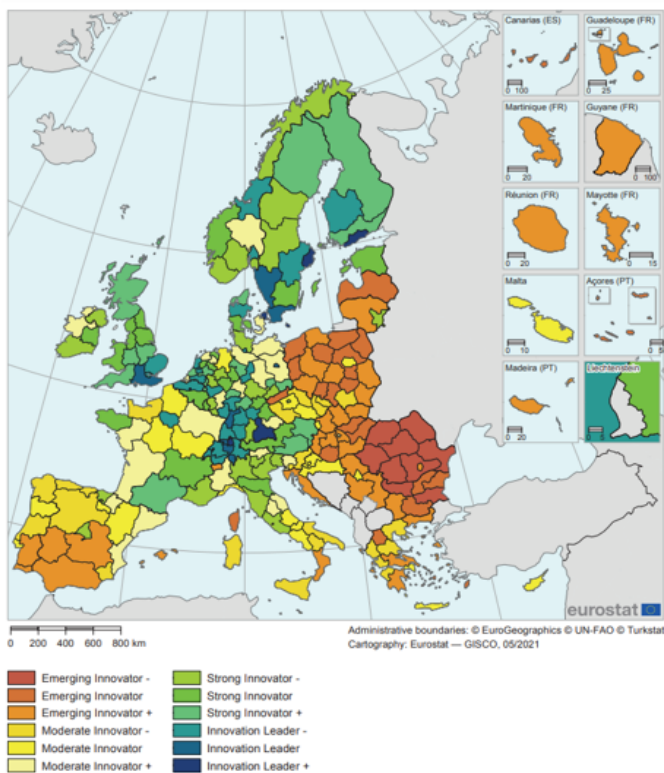 Canarias (ES)
0 100
Guadeloupe (FR)
0 25
Martinique (FR)
0 20
Guyane (FR)
0 100
Réunion (FR)
0 20
Mayotte (FR)
0 15
Malta
0 10
Açores (PT)
0
Madeira (PT)
0 20
Liechtenstein
eurostat
0 200 400 600 800 km
Administrative boundaries: © EuroGeographics © UN-FAO © Turkstat
Cartography: Eurostat — GISCO, 05/2021
Emerging Innovator -
Emerging Innovator
Emerging Innovator +
Moderate Innovator -
Moderate Innovator
Moderate Innovator +
Strong Innovator -
Strong Innovator
Strong Innovator +
Innovation Leader -
Innovation Leader
Innovation Leader +